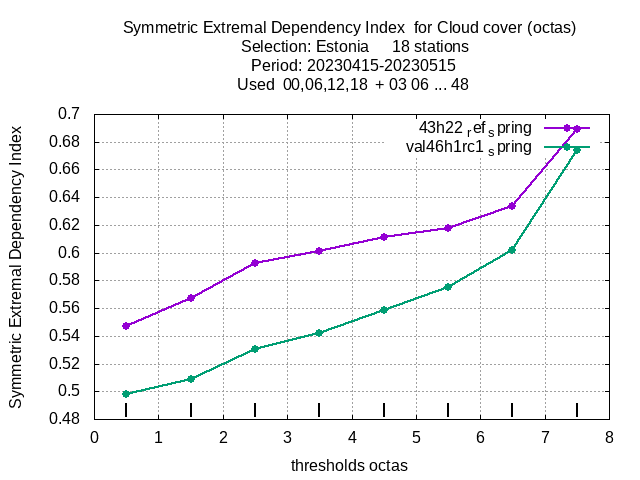 Symmetric Extremal Dependency Index  for Cloud cover (octas)
Selection: Estonia     18 stations
Period: 20230415-20230515
Used  00,06,12,18  + 03 06 ... 48
Symmetric Extremal Dependency Index
0.7
0.68
0.66
0.64
0.62
0.6
0.58
0.56
0.54
0.52
0.5
0.48
43h22 ref spring
val46h1rc1 spring
0 1 2 3 4 5 6 7 8
thresholds octas